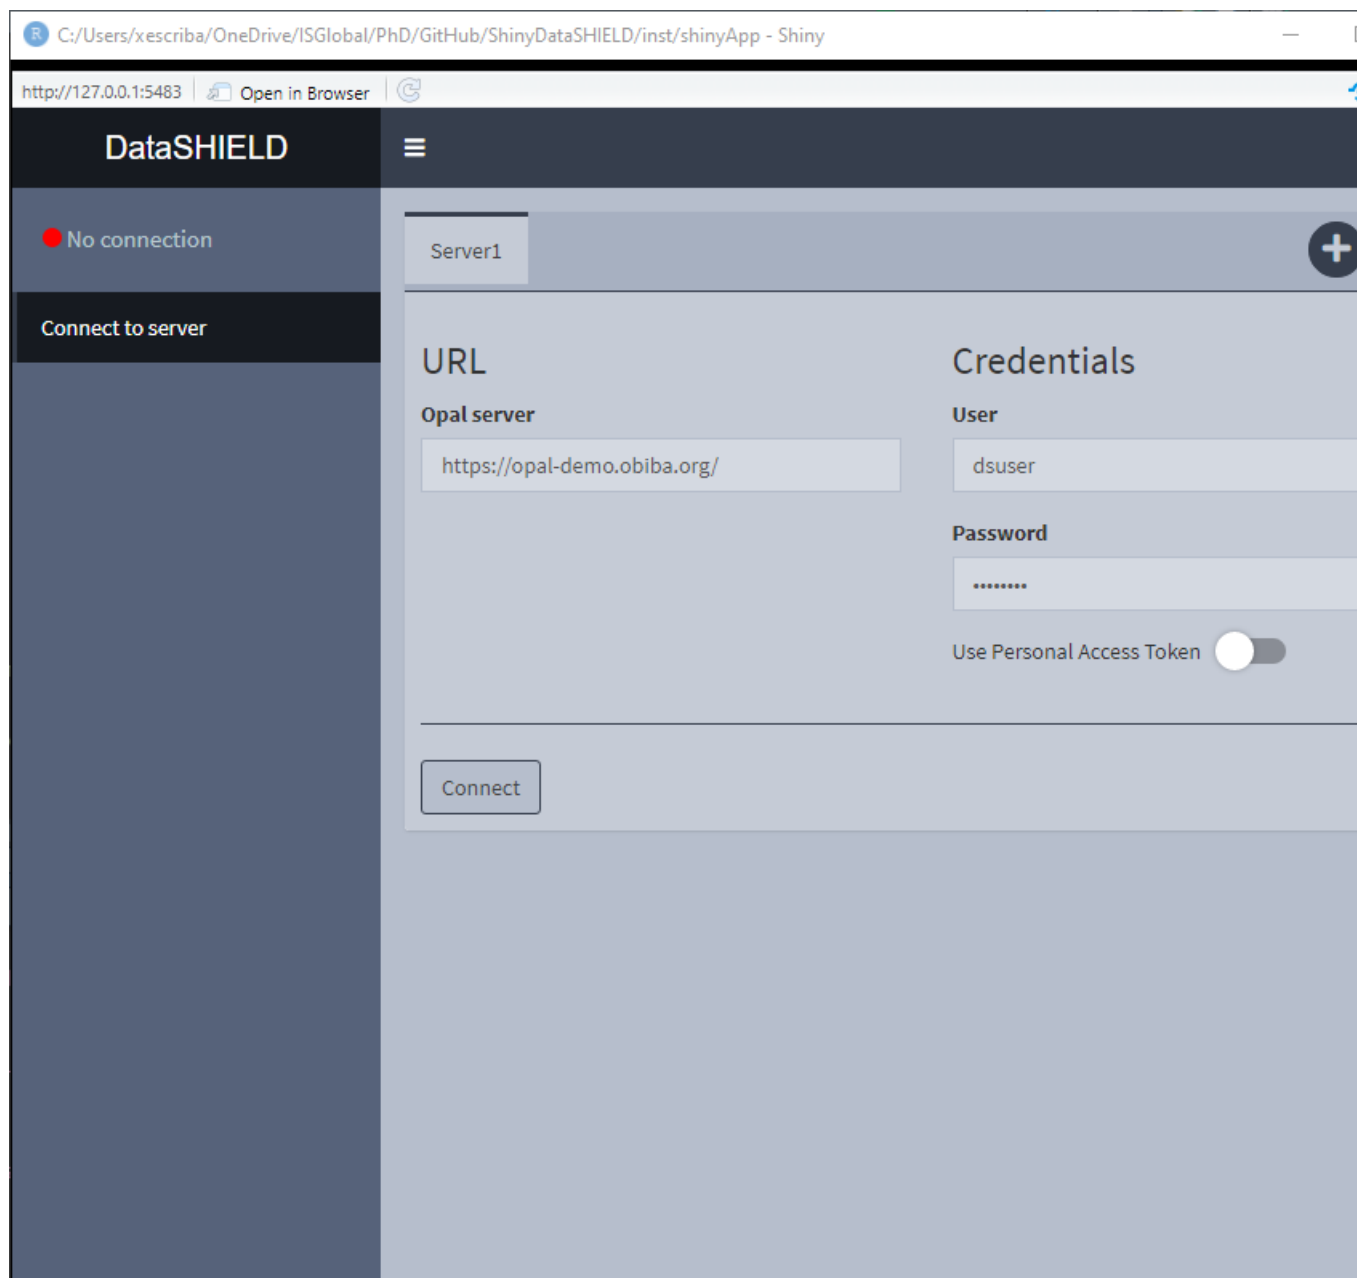 C:/Users/xescriba/OneDrive/ISGlobal/PhD/GitHub/ShinyDataSHIELD/inst/shinyApp - Shiny
http://127.0.0.1:5483 Open in Browser
DataSHIELD
No connection
Server1
Connect to server
URL
Credentials
Opal server
User
https://opal-demo.obiba.org/
dsuser
Password
••••••••
Use Personal Access Token
Connect